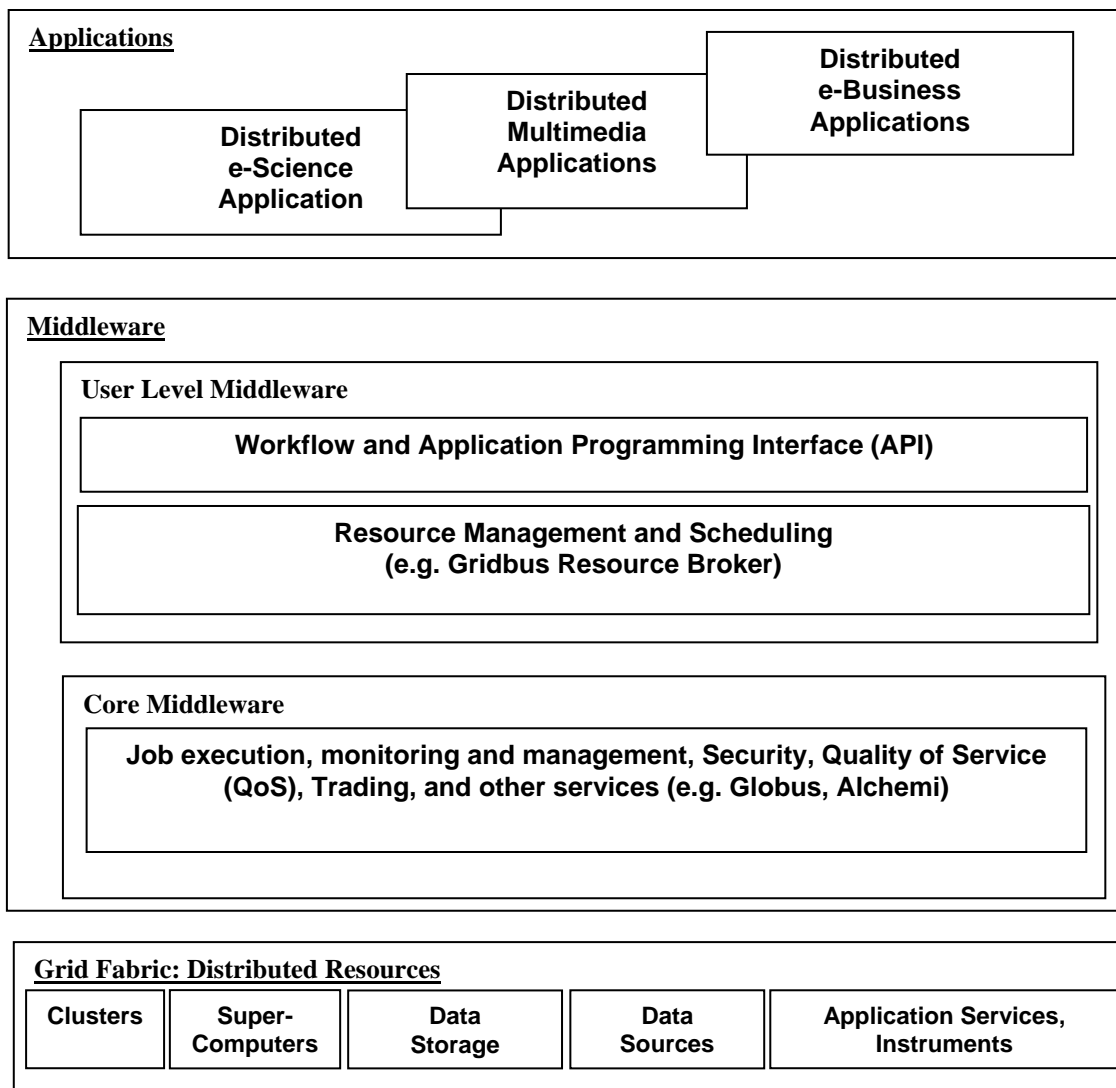 Applications
Distributed
e-Science
Application
Distributed
Multimedia
Applications
Distributed
e-Business
Applications
Middleware
User Level Middleware
Workflow and Application Programming Interface (API)
Resource Management and Scheduling
(e.g. Gridbus Resource Broker)
Core Middleware
Job execution, monitoring and management, Security, Quality of Service
(QoS), Trading, and other services (e.g. Globus, Alchemi)
Grid Fabric: Distributed Resources
Clusters
Super-
Computers
Data
Storage
Data
Sources
Application Services,
Instruments